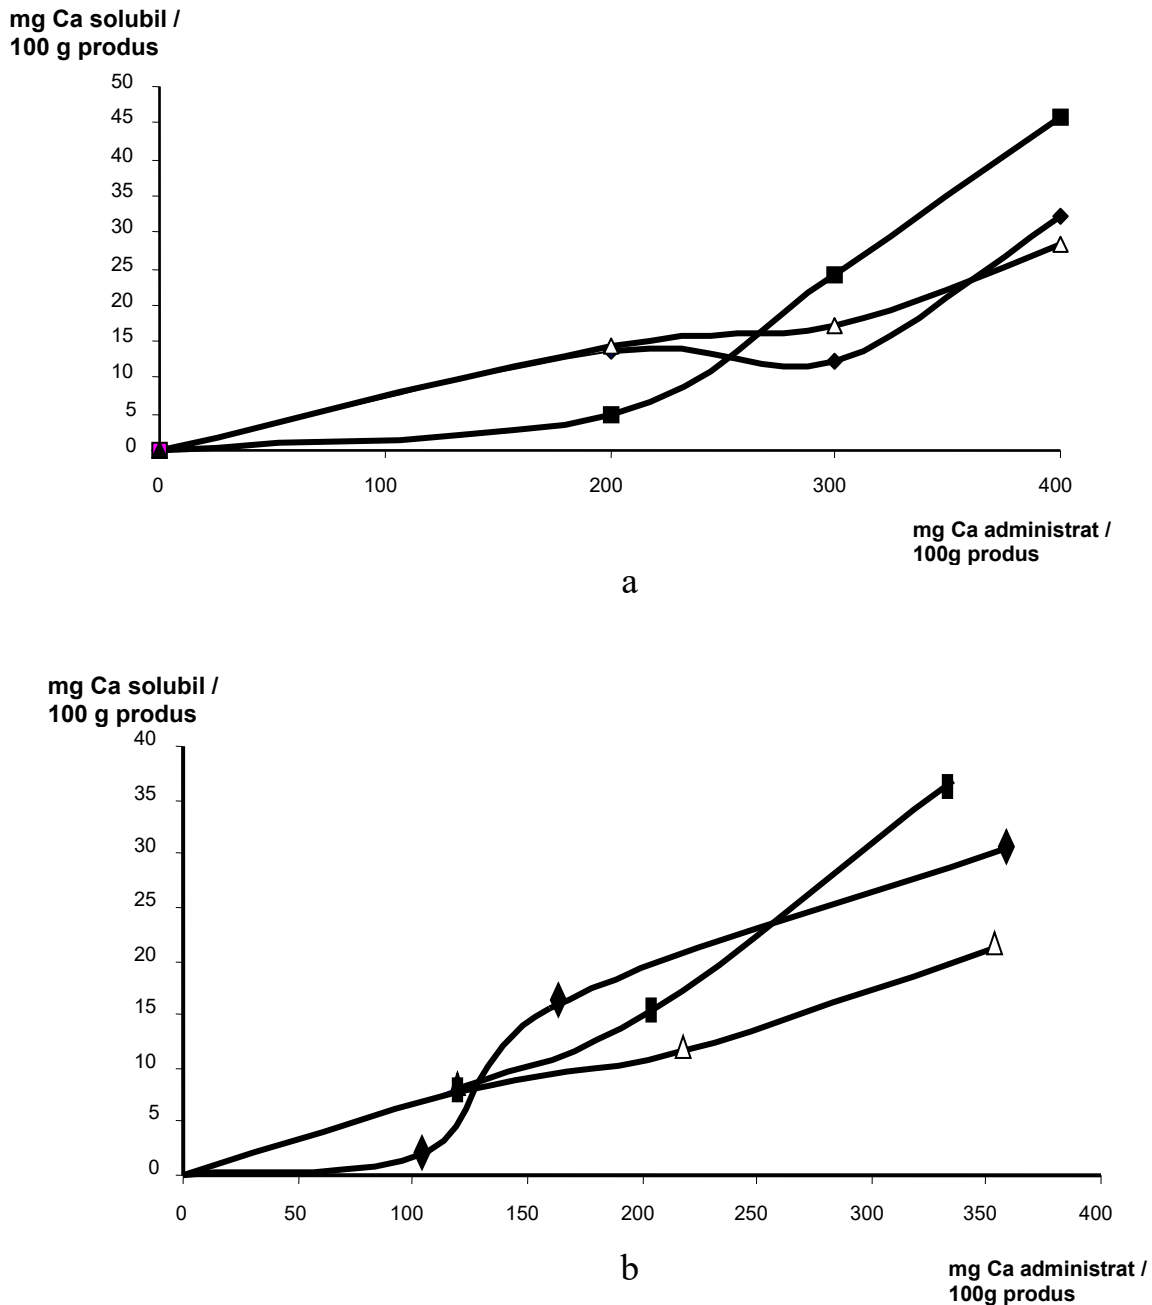 mg Ca solubil /
100 g produs
50
45
40
35
30
25
20
15
10
5
0
0 100 200 300 400
mg Ca administrat /
100g produs
a
mg Ca solubil /
100 g produs
40
35
30
25
20
15
10
5
0
0 50 100 150 200 250 300 350 400
b
mg Ca administrat /
100g produs